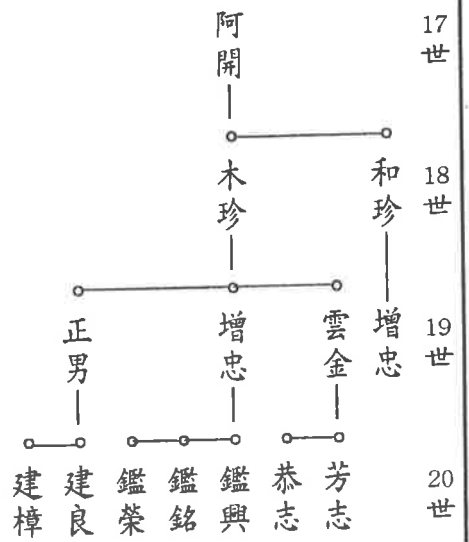 17世
阿開
18世
和珍
木珍
19世
增忠
雲金
增忠
正男
20世
芳志
恭志
鑑興
鑑銘
鑑榮
建良
建樟